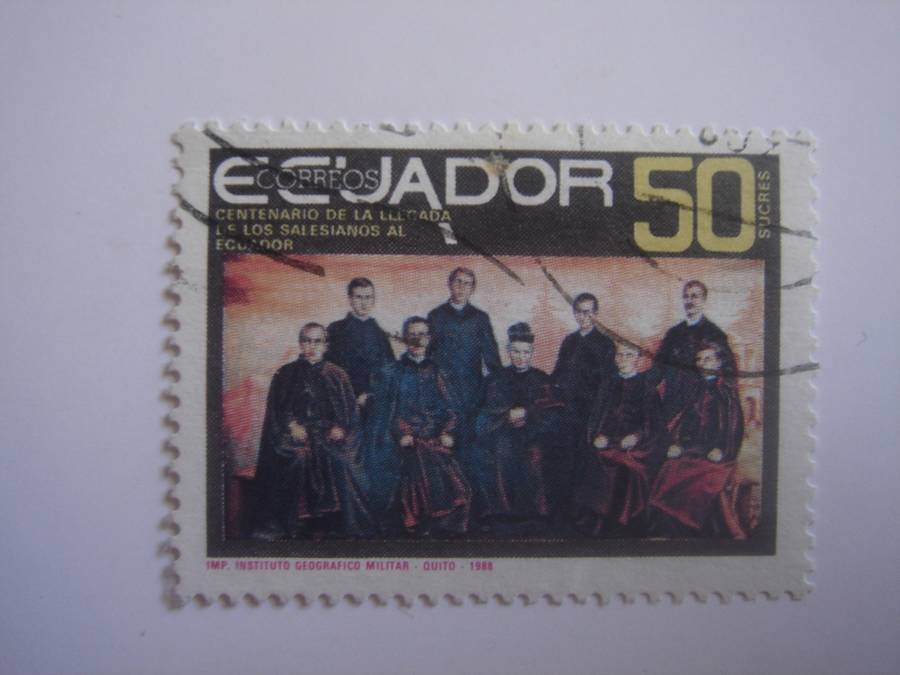 ECUADOR
CORREOS
50
SUCRES
CENTENARIO DE LA LLEGADA
DE LOS SALESIANOS AL
ECUADOR
IMP. INSTITUTO GEOGRAFICO MILITAR - QUITO - 1988